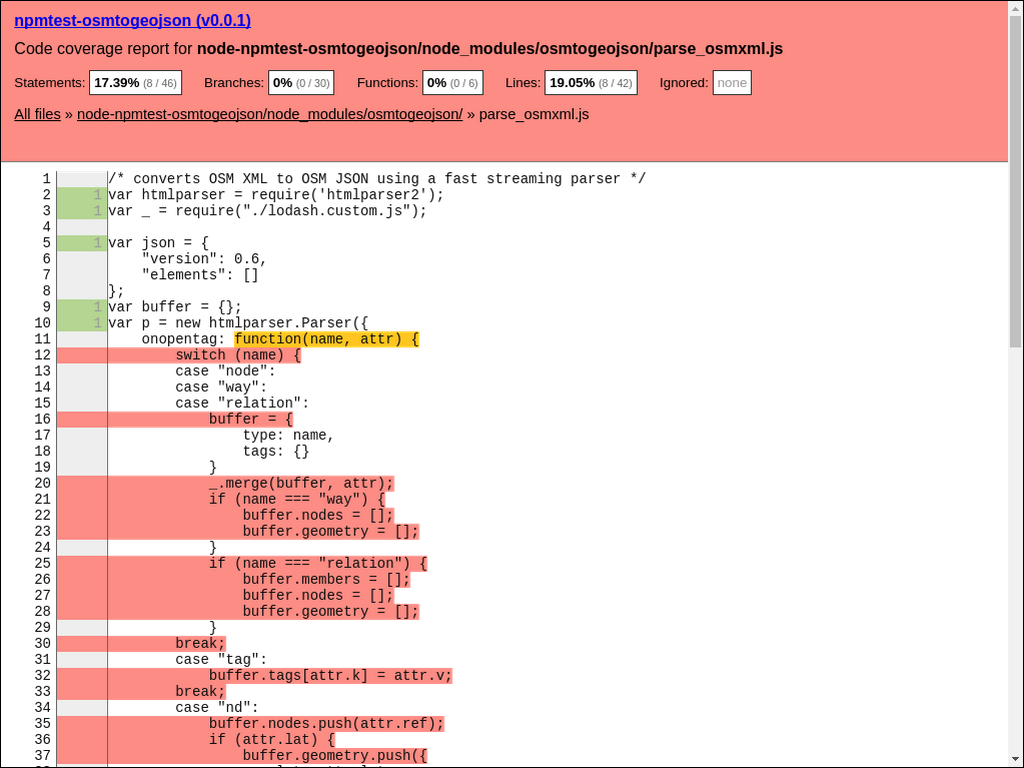 npmtest-osmtogeojson (v0.0.1)
Code coverage report for node-npmtest-osmtogeojson/node_modules/osmtogeojson/parse_osmxml.js
Statements: 17.39% (8 / 46) Branches: 0% (0 / 30) Functions: 0% (0 / 6) Lines: 19.05% (8 / 42) Ignored: none
All files » node-npmtest-osmtogeojson/node_modules/osmtogeojson/ » parse_osmxml.js
1 /* converts OSM XML to OSM JSON using a fast streaming parser */
2 1 var htmlparser = require('htmlparser2');
3 1 var _ = require("./lodash.custom.js");
4
5 1 var json = {
6     "version": 0.6,
7     "elements": []
8 };
9 1 var buffer = {};
10 1 var p = new htmlparser.Parser({
11     onopentag: function(name, attr) {
12         switch (name) {
13         case "node":
14         case "way":
15         case "relation":
16             buffer = {
17                 type: name,
18                 tags: {}
19             }
20             _.merge(buffer, attr);
21             if (name === "way") {
22                 buffer.nodes = [];
23                 buffer.geometry = [];
24             }
25             if (name === "relation") {
26                 buffer.members = [];
27                 buffer.nodes = [];
28                 buffer.geometry = [];
29             }
30         break;
31         case "tag":
32             buffer.tags[attr.k] = attr.v;
33         break;
34         case "nd":
35             buffer.nodes.push(attr.ref);
36             if (attr.lat) {
37                 buffer.geometry.push({